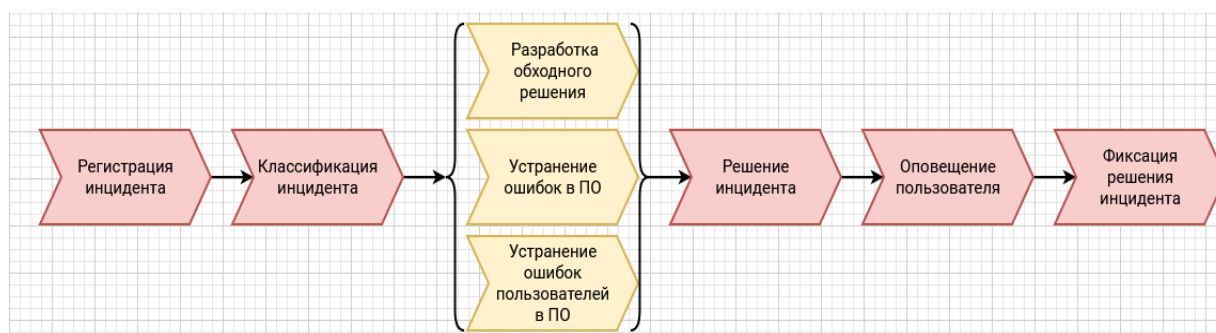 Регистрация
инцидента
Классификация
инцидента
Разработка
обходного
решения
Устранение
ошибок в ПО
Устранение
ошибок
пользователей
в ПО
Решение
инцидента
Оповещение
пользователя
Фиксация
решения
инцидента